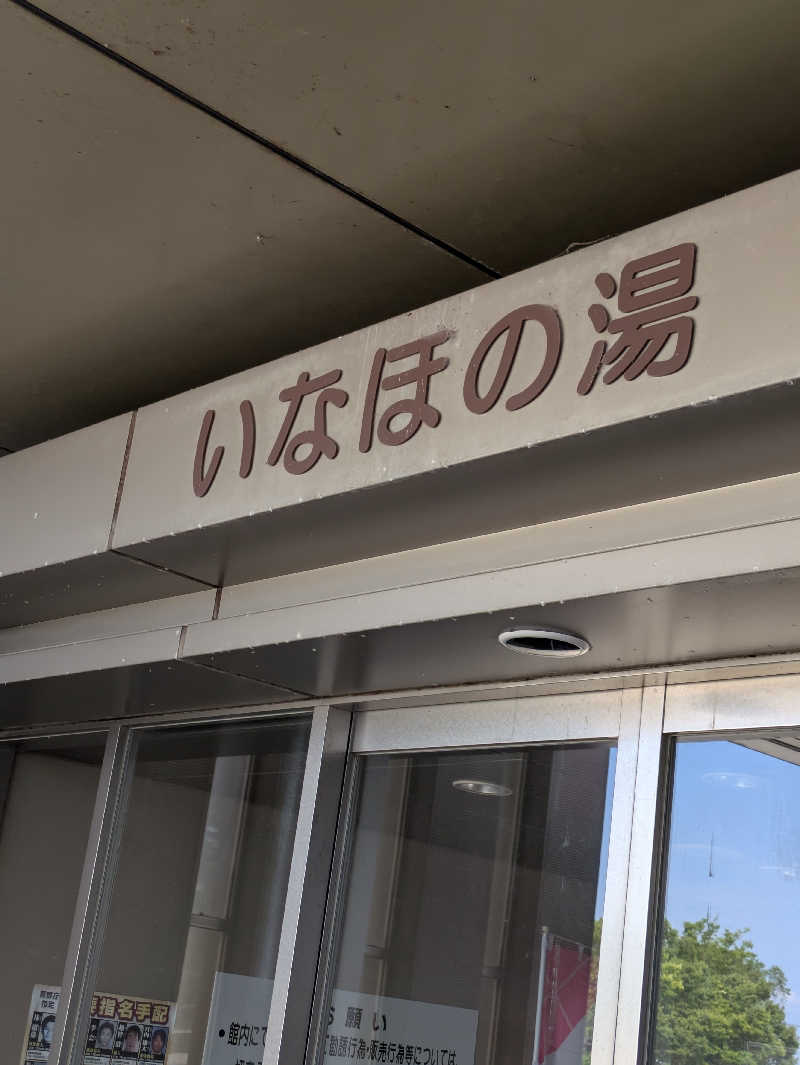 いなほの湯
指名手配
お願い
・館内にて
勧誘行為・販売行為等については